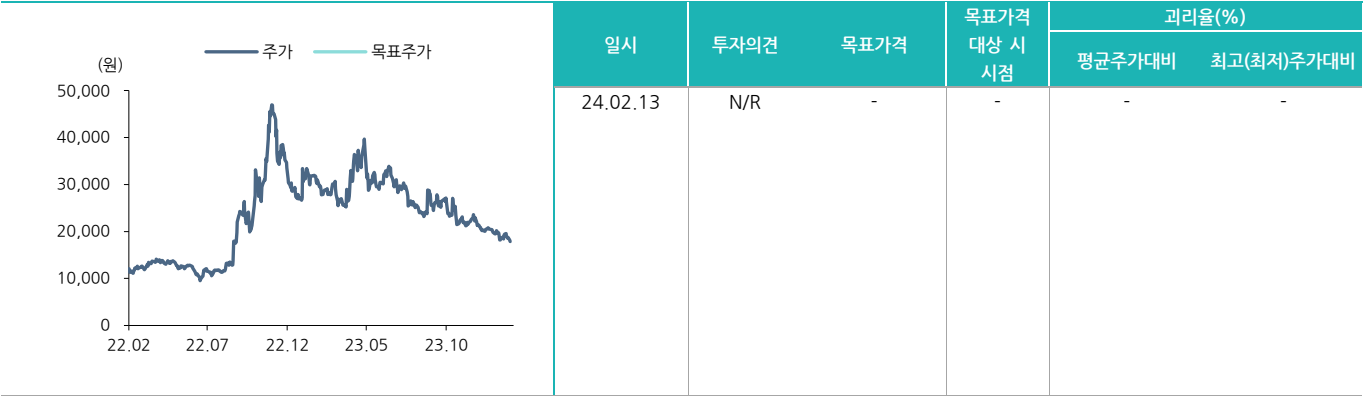 주가 목표주가
(원)
50,000
40,000
30,000
20,000
10,000
0
22.02 22.07 22.12 23.05 23.10
일시 투자의견 목표가격 목표가격
대상 시
시점
괴리율(%)
평균주가대비 최고(최저)주가대비
24.02.13 N/R - - - -